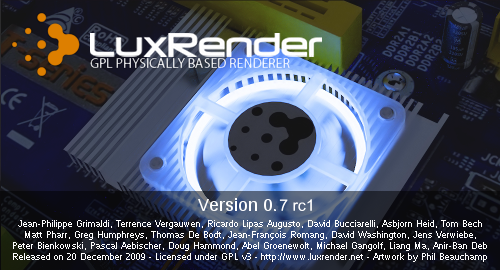 LuxRender
GPL PHYSICALLY BASED RENDERER
Version 0.7 rc1
Jean-Philippe Grimaldi, Terrence Vergauwen, Ricardo Lipas Augusto, David Bucciarelli, Asbjorn Heid, Tom Bech
Matt Pharr, Greg Humphreys, Thomas De Bodt, Jean-François Romang, David Washington, Jens Verwiebe,
Peter Bienkowski, Pascal Aebischer, Doug Hammond, Abel Groenewolt, Michael Gangolf, Liang Ma, Anir-Ban Deb
Released on 20 December 2009 - Licensed under GPL v3 - http://www.luxrender.net - Artwork by Phil Beauchamp